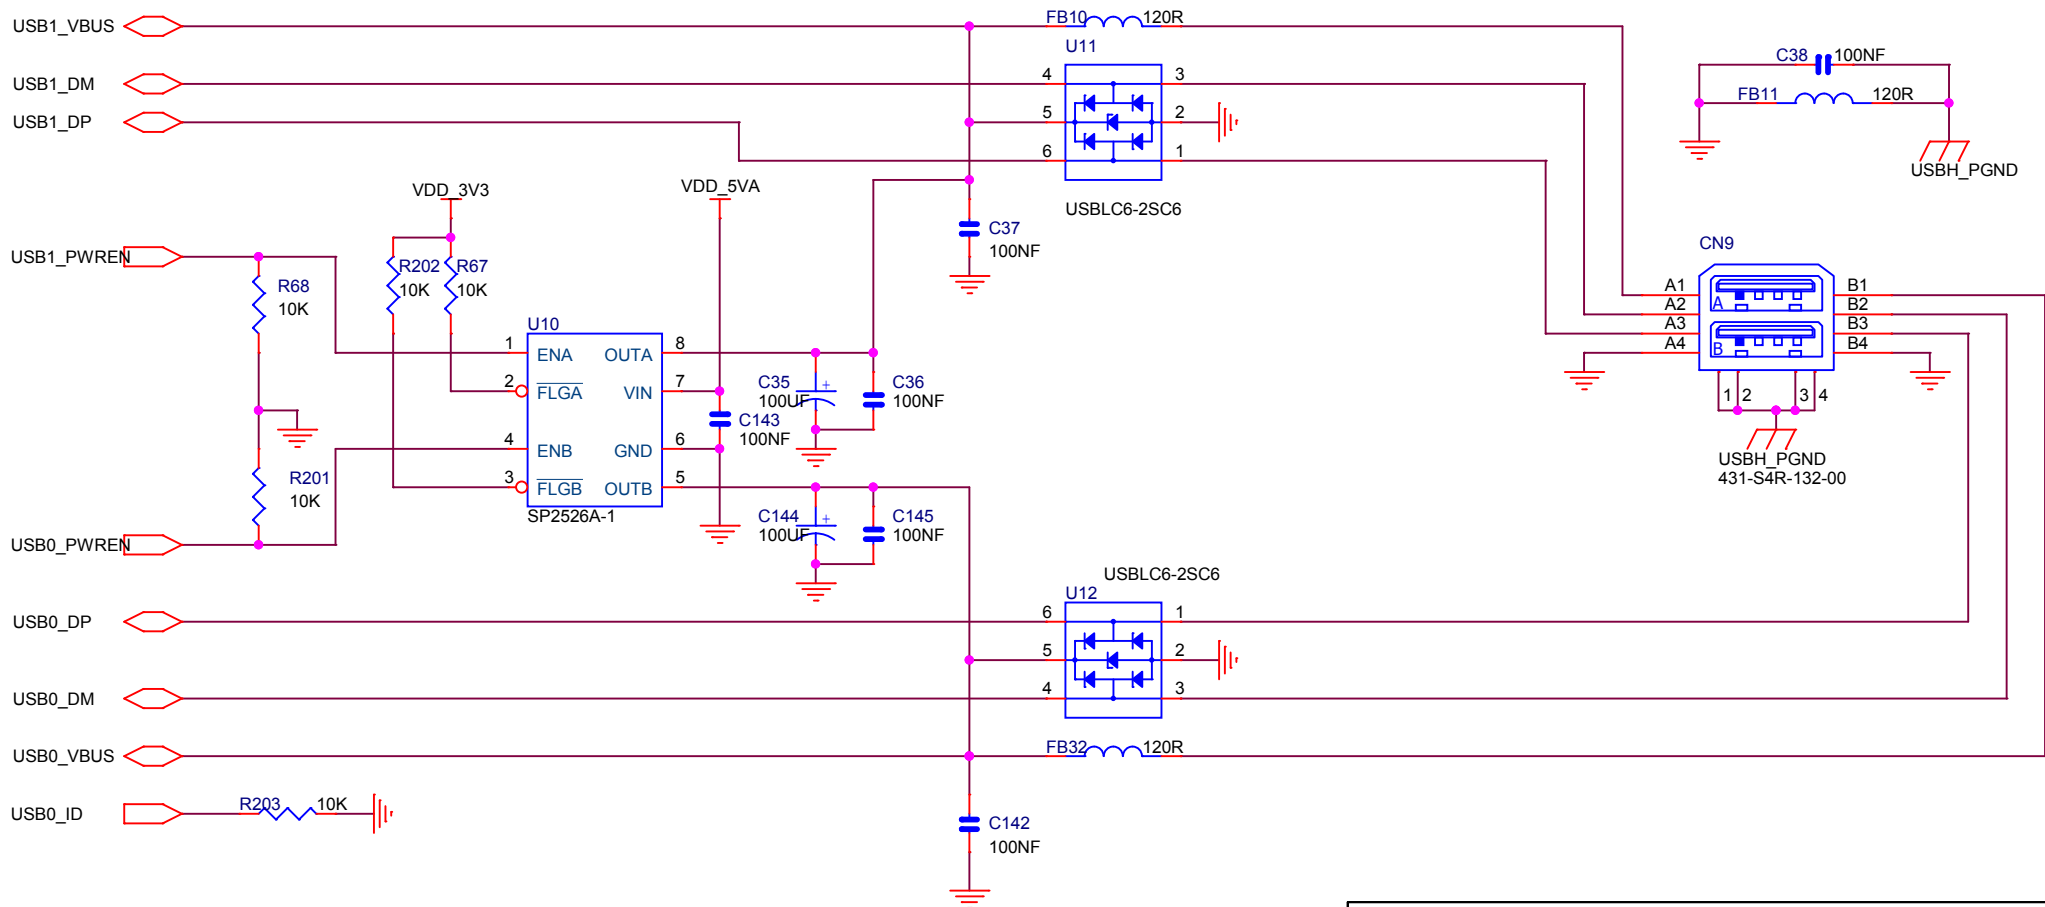 USB1_VBUS
FB10 120R
U11
USB1_DM
4 3
USB1_DP
5 2
6 1
USBLC6-2SC6
C38 100NF
FB11 120R
USBH_PGND
VDD_3V3
VDD_5VA
C37
100NF
USB1_PWREN
R68
10K
R202
10K
R67
10K
U10
1 ENA OUTA 8
2 FLGA VIN 7
4 ENB GND 6
3 FLGB OUTB 5
SP2526A-1
C35
100UF
+
C36
100NF
C143
100NF
R201
10K
C144
100UF
+
C145
100NF
USB0_PWREN
CN9
A1 B1
A2 B2
A3 B3
A4 B4
A
B
1 2 3 4
USBH_PGND
431-S4R-132-00
USBLC6-2SC6
U12
USB0_DP
6 1
5 2
USB0_DM
4 3
USB0_VBUS
FB32 120R
USB0_ID
R203 10K
C142
100NF